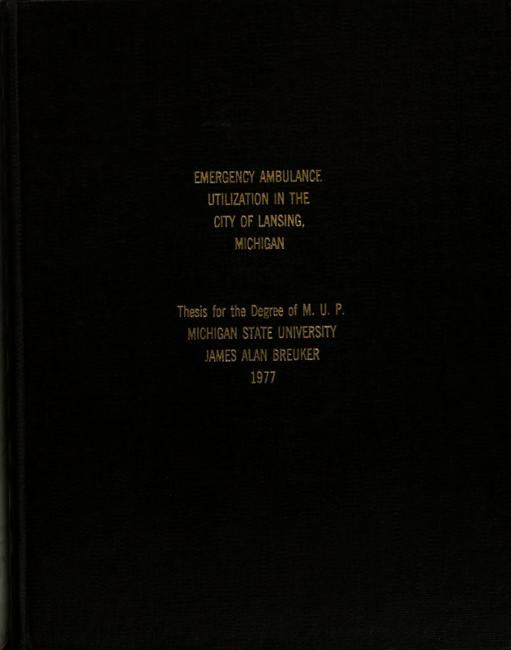 EMERGENCY AMBULANCE
UTILIZATION IN THE
CITY OF LANSING,
MICHIGAN
Thesis for the Degree of M. U. P.
MICHIGAN STATE UNIVERSITY
JAMES ALAN BREUKER
1977